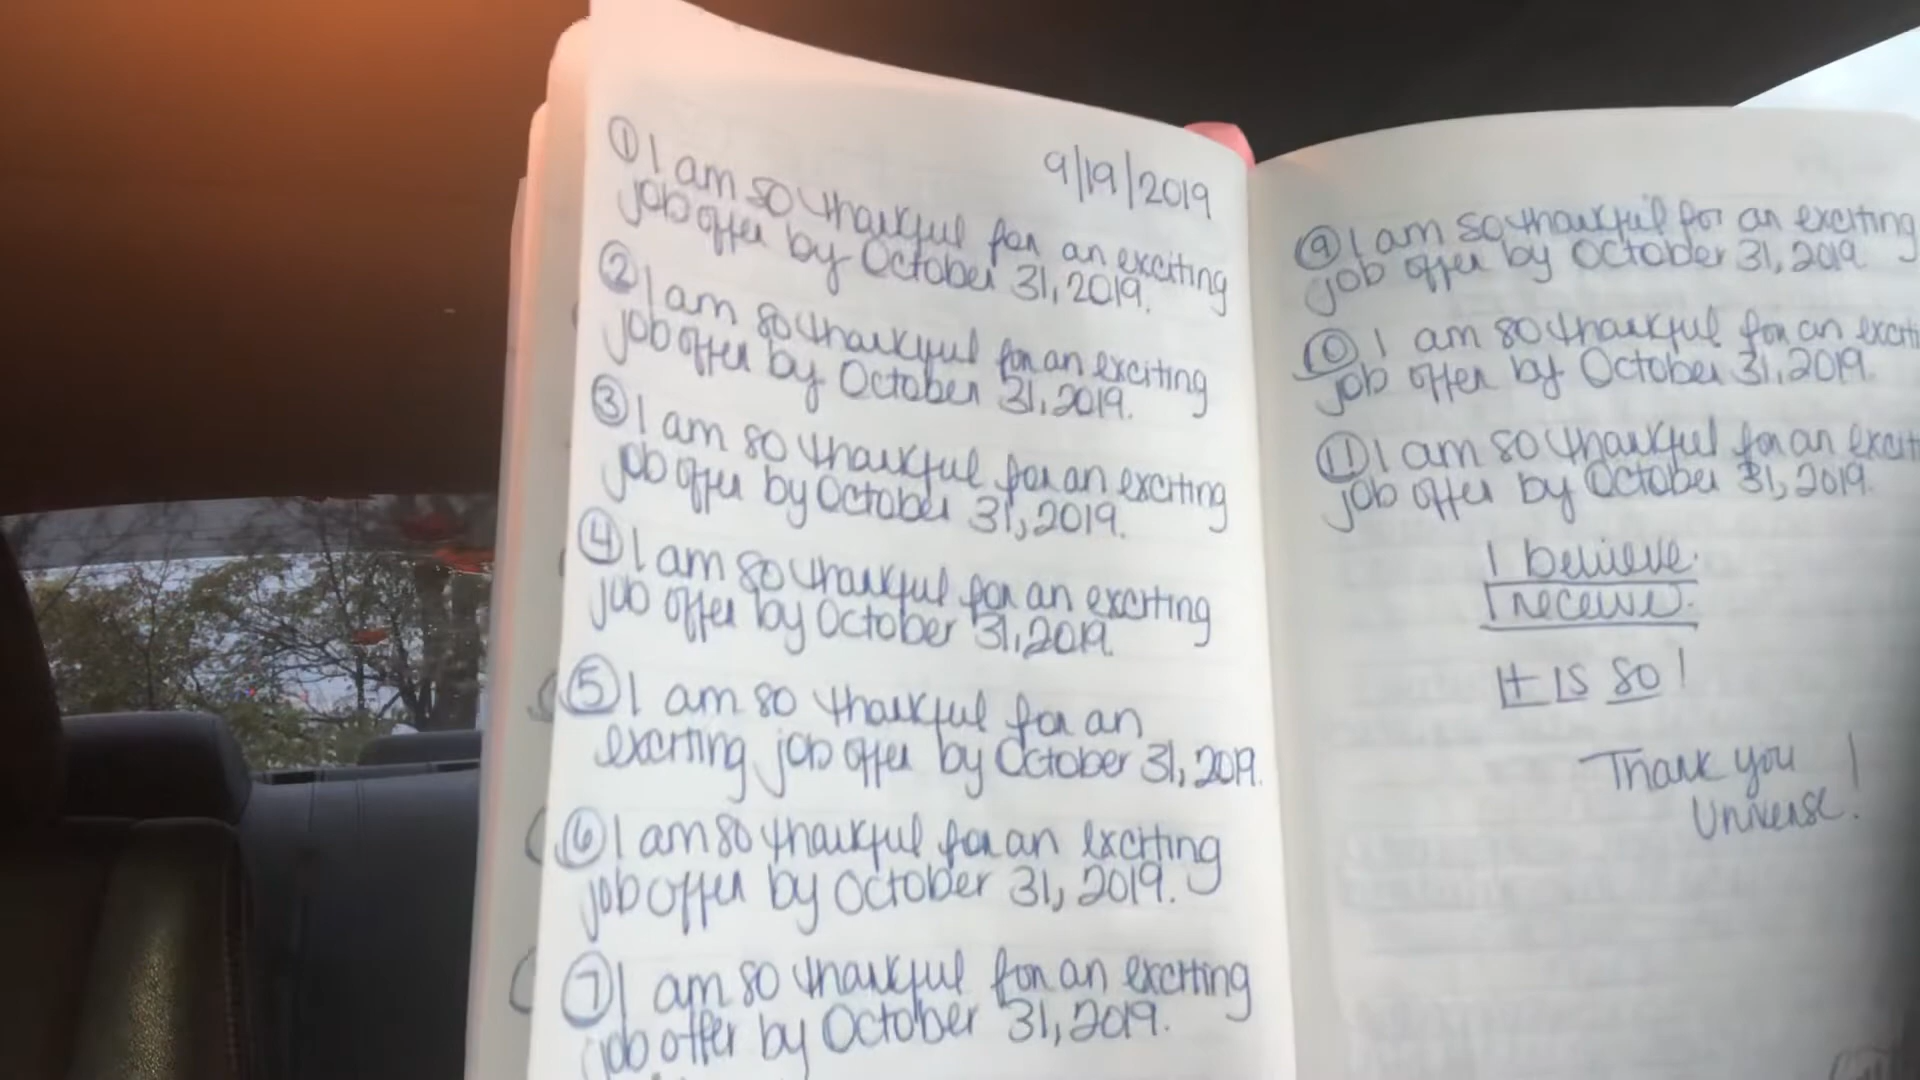 9/19/2019
① I am so thankful for an exciting
job offer by October 31, 2019.
② I am so thankful for an exciting
job offer by October 31, 2019.
③ I am so thankful for an exciting
job offer by October 31, 2019.
④ I am so thankful for an exciting
job offer by October 31, 2019.
⑤ I am so thankful for an
exciting job offer by October 31, 2019.
⑥ I am so thankful for an exciting
job offer by October 31, 2019.
⑦ I am so thankful for an exciting
job offer by October 31, 2019.
⑨ I am so thankful for an exciting
job offer by October 31, 2019
⑩ I am so thankful for an exciti
job offer by October 31, 2019.
⑪ I am so thankful for an excit
job offer by October 31, 2019.
I believe.
I receive.
It is so!
Thank you
Universe!